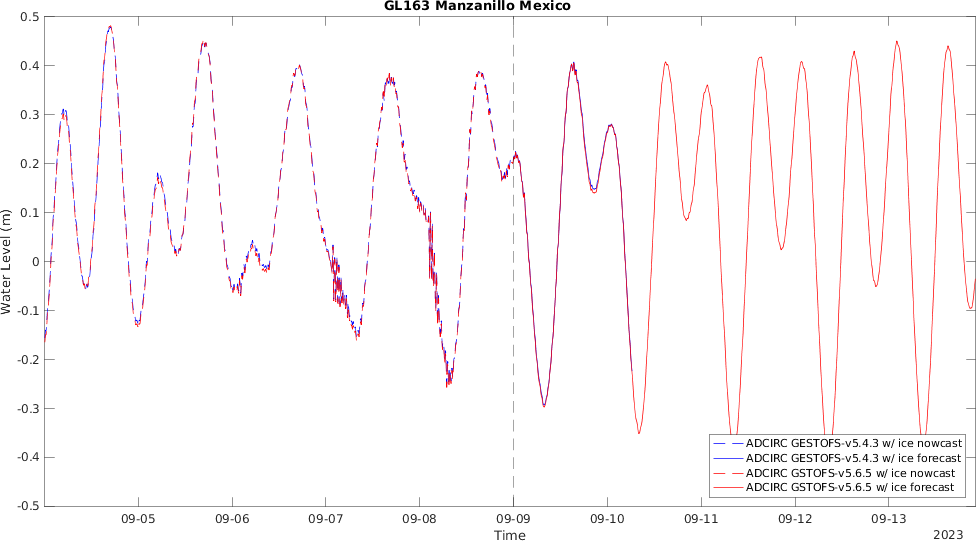 GL163 Manzanillo Mexico
0.5
0.4
0.3
0.2
0.1
0
-0.1
-0.2
-0.3
-0.4
-0.5
Water Level (m)
ADCIRC GESTOFS-v5.4.3 w/ ice nowcast
ADCIRC GESTOFS-v5.4.3 w/ ice forecast
ADCIRC GSTOFS-v5.6.5 w/ ice nowcast
ADCIRC GSTOFS-v5.6.5 w/ ice forecast
09-05 09-06 09-07 09-08 09-09 09-10 09-11 09-12 09-13
Time
2023